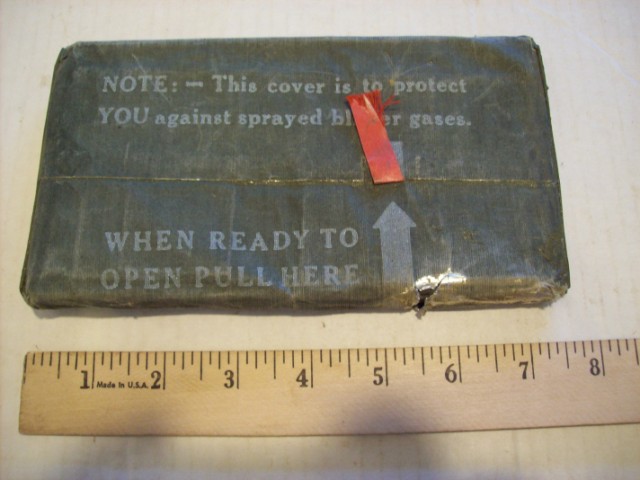 NOTE: — This cover is to protect
YOU against sprayed gases.
WHEN READY TO
OPEN PULL HERE
1 2 3 4 5 6 7 8
Made in U.S.A.